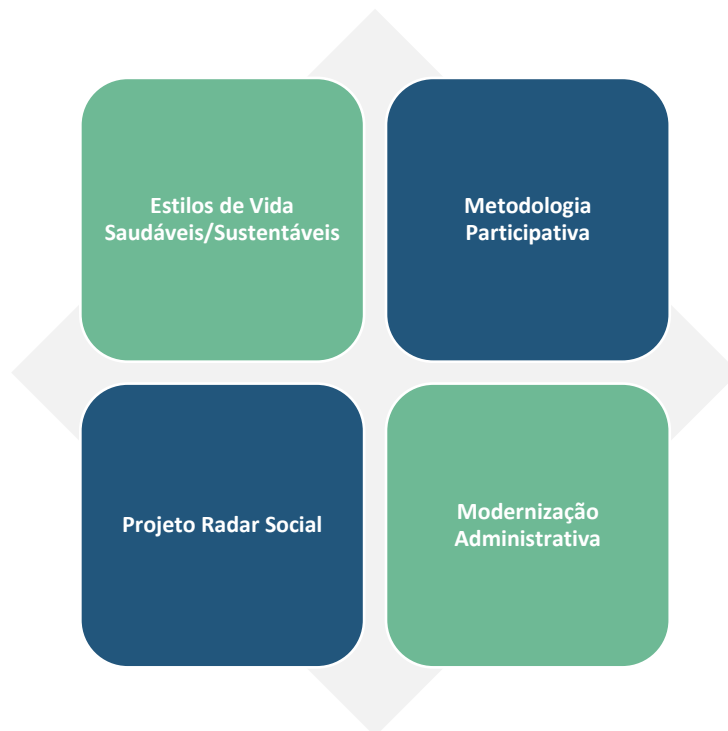 Estilos de Vida
Saudáveis/Sustentáveis
Metodologia
Participativa
Projeto Radar Social
Modernização
Administrativa